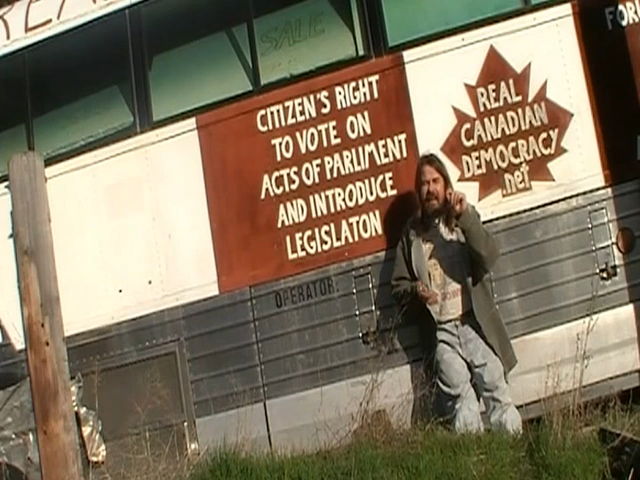 SALE
CITIZEN'S RIGHT
TO VOTE ON
ACTS OF PARLIMENT
AND INTRODUCE
LEGISLATON
REAL
CANADIAN
DEMOCRACY
.net
OPERATOR: